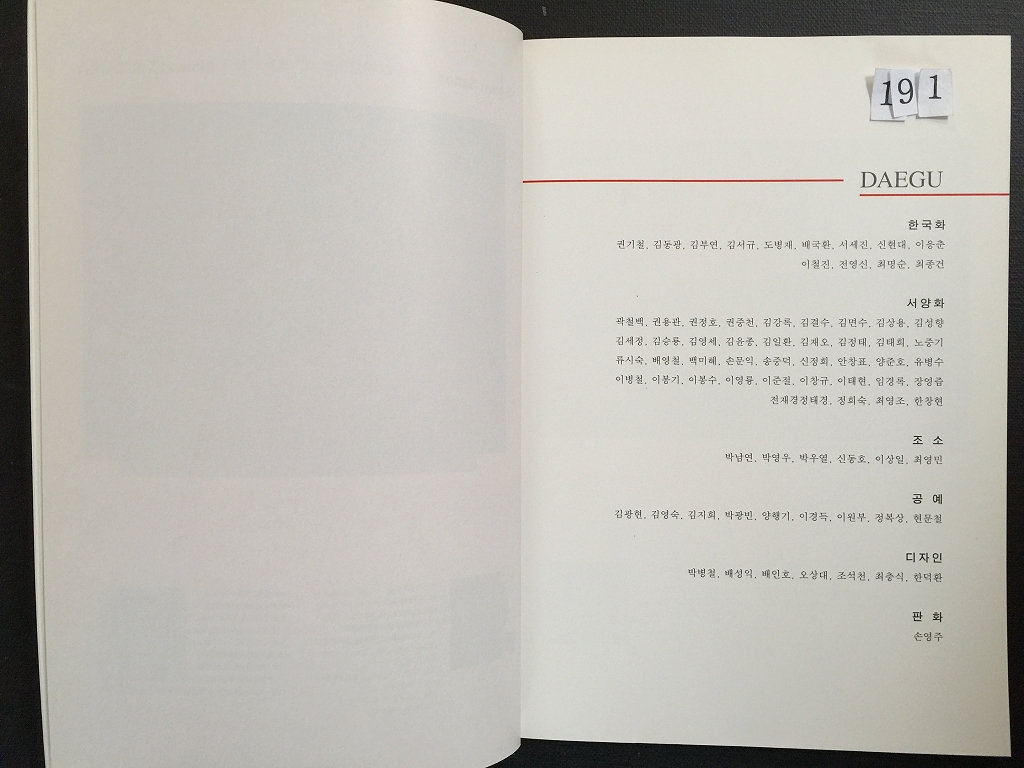 191
DAEGU
한국화
권기철, 김동광, 김부연, 김서규, 도병재, 배국환, 서세진, 신현대, 이응춘
이철진, 전영신, 최명순, 최종건
서양화
곽철백, 권용관, 권정호, 권중천, 김강록, 김결수, 김면수, 김상용, 김성향
김세정, 김승룡, 김영세, 김윤종, 김일환, 김재오, 김정태, 김태희, 노중기
류시숙, 배영철, 백미혜, 손문익, 송중덕, 신정희, 안창표, 양준호, 유병수
이병철, 이봉기, 이봉수, 이영륭, 이준절, 이창규, 이태현, 임경록, 장영즙
전재경정태경, 정희숙, 최영조, 한창현
조 소
박남연, 박영우, 박우열, 신동호, 이상일, 최영민
공 예
김광현, 김영숙, 김지희, 박광빈, 양행기, 이경득, 이원부, 정복상, 현문철
디자인
박병철, 배성익, 배인호, 오상대, 조석천, 최충식, 한덕환
판 화
손영주